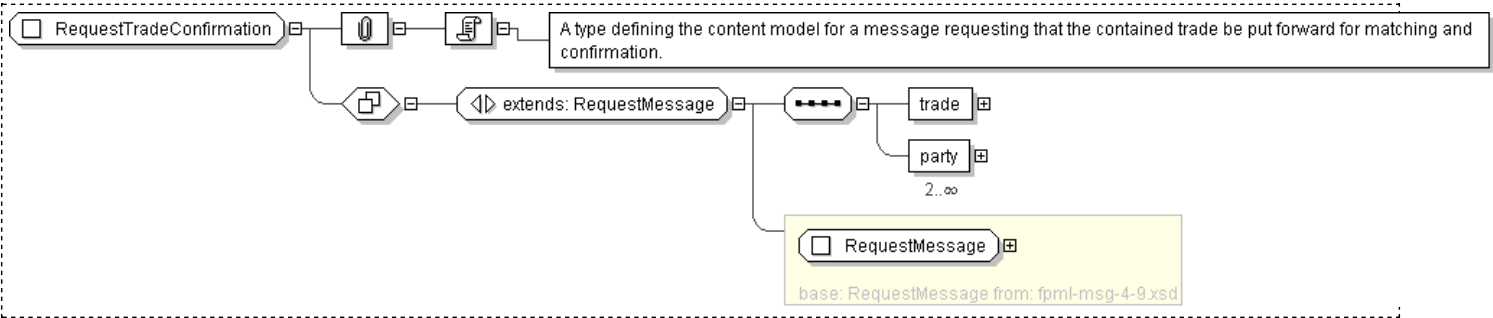 RequestTradeConfirmation
A type defining the content model for a message requesting that the contained trade be put forward for matching and
confirmation.
extends: RequestMessage
trade
party
2..∞
RequestMessage
base: RequestMessage from: fpml-msg-4-9.xsd